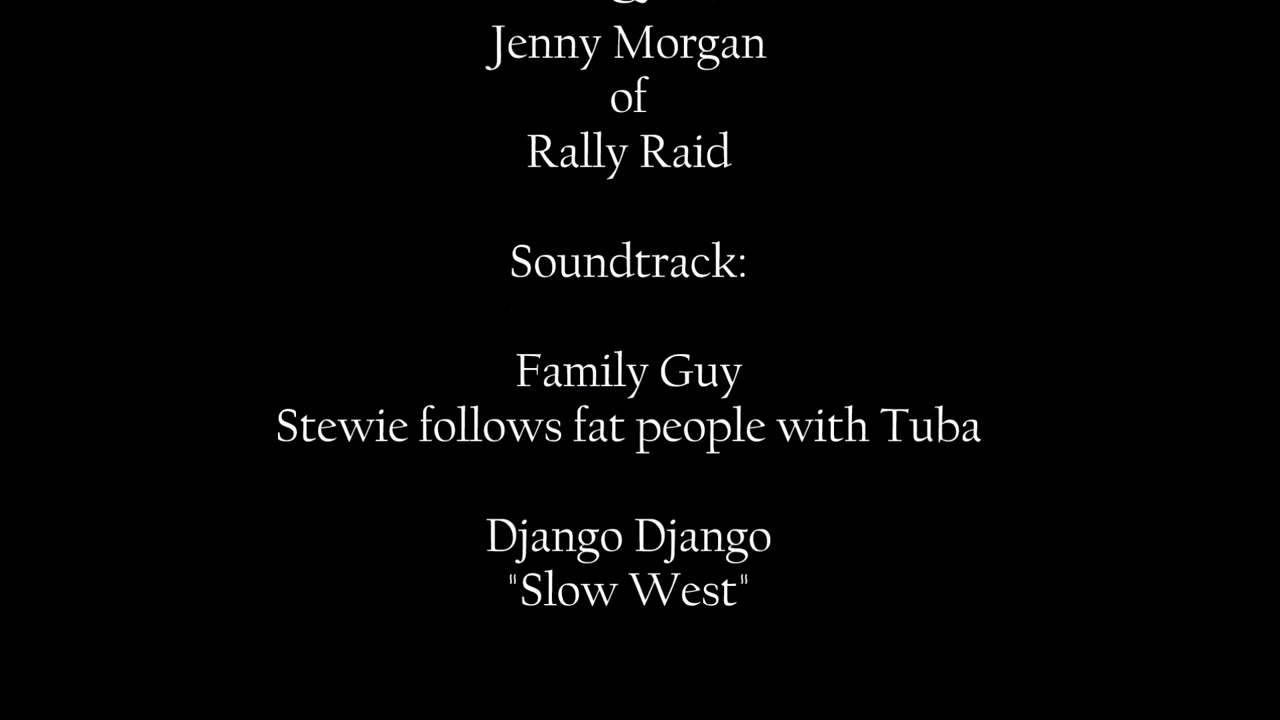 Jenny Morgan
of
Rally Raid
Soundtrack:
Family Guy
Stewie follows fat people with Tuba
Django Django
"Slow West"